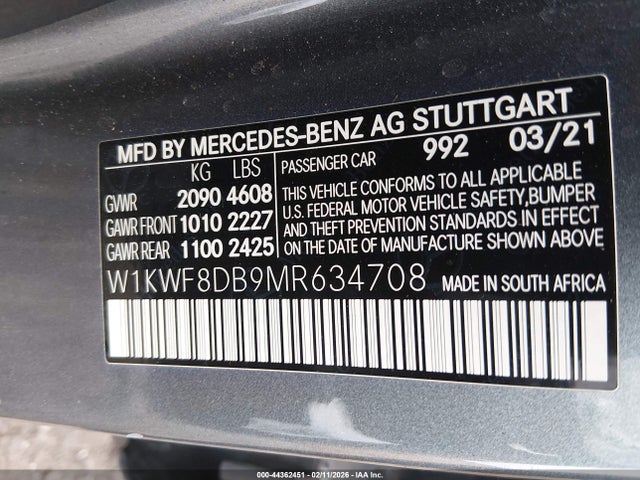 MFD BY MERCEDES-BENZ AG STUTTGART
KG LBS PASSENGER CAR 992 03/21
GVWR 2090 4608
GAWR FRONT 1010 2227
GAWR REAR 1100 2425
THIS VEHICLE CONFORMS TO ALL APPLICABLE
U.S. FEDERAL MOTOR VEHICLE SAFETY, BUMPER
AND THEFT PREVENTION STANDARDS IN EFFECT
ON THE DATE OF MANUFACTURE SHOWN ABOVE.
W1KWF8DB9MR634708 MADE IN SOUTH AFRICA
000-44362451 - 02/11/2026 - IAA Inc.